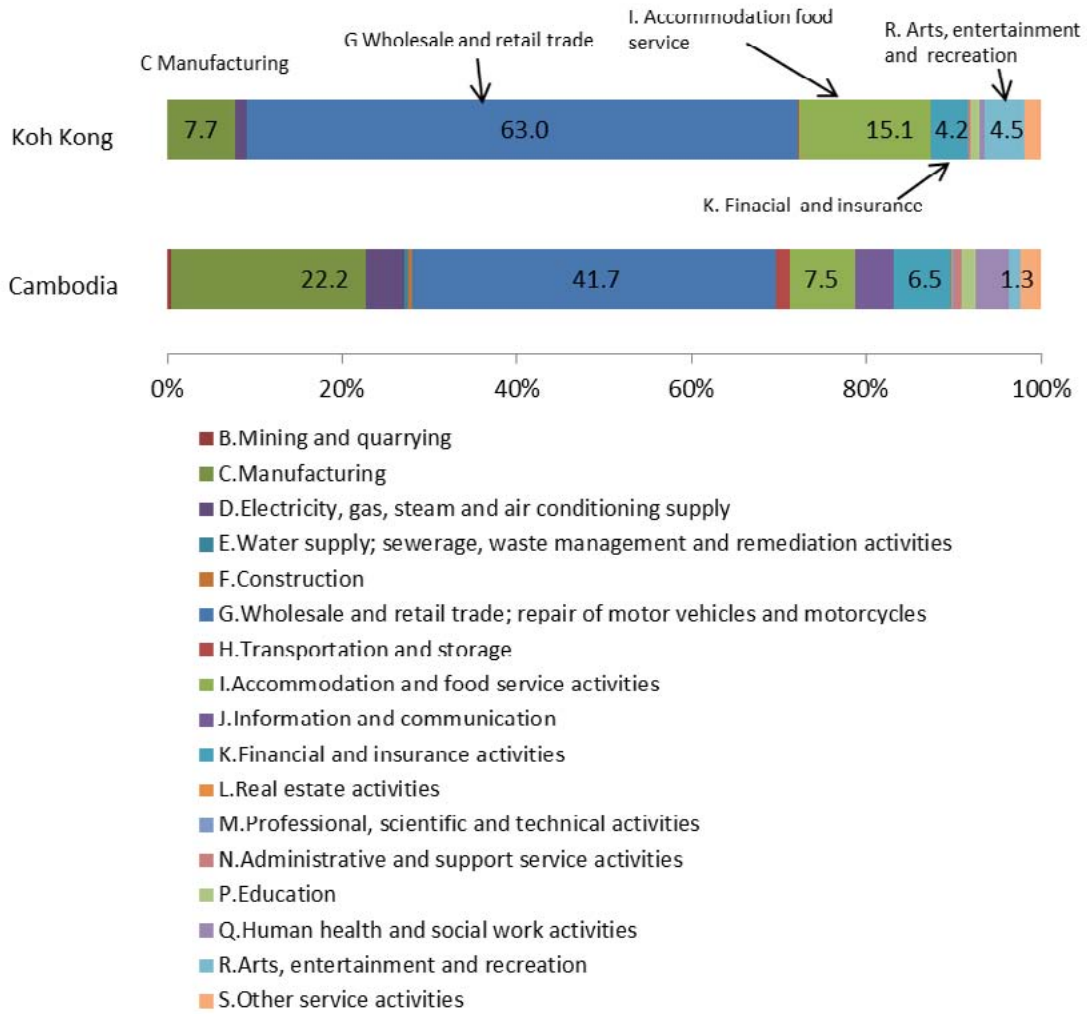 I. Accommodation food
service
G Wholesale and retail trade
R. Arts, entertainment
and recreation
C Manufacturing
Koh Kong
7.7
63.0
15.1
4.2
4.5
K. Finacial and insurance
Cambodia
22.2
41.7
7.5
6.5
1.3
0%
20%
40%
60%
80%
100%
B.Mining and quarrying
C.Manufacturing
D.Electricity, gas, steam and air conditioning supply
E.Water supply; sewerage, waste management and remediation activities
F.Construction
G.Wholesale and retail trade; repair of motor vehicles and motorcycles
H.Transportation and storage
I.Accommodation and food service activities
J.Information and communication
K.Financial and insurance activities
L.Real estate activities
M.Professional, scientific and technical activities
N.Administrative and support service activities
P.Education
Q.Human health and social work activities
R.Arts, entertainment and recreation
S.Other service activities